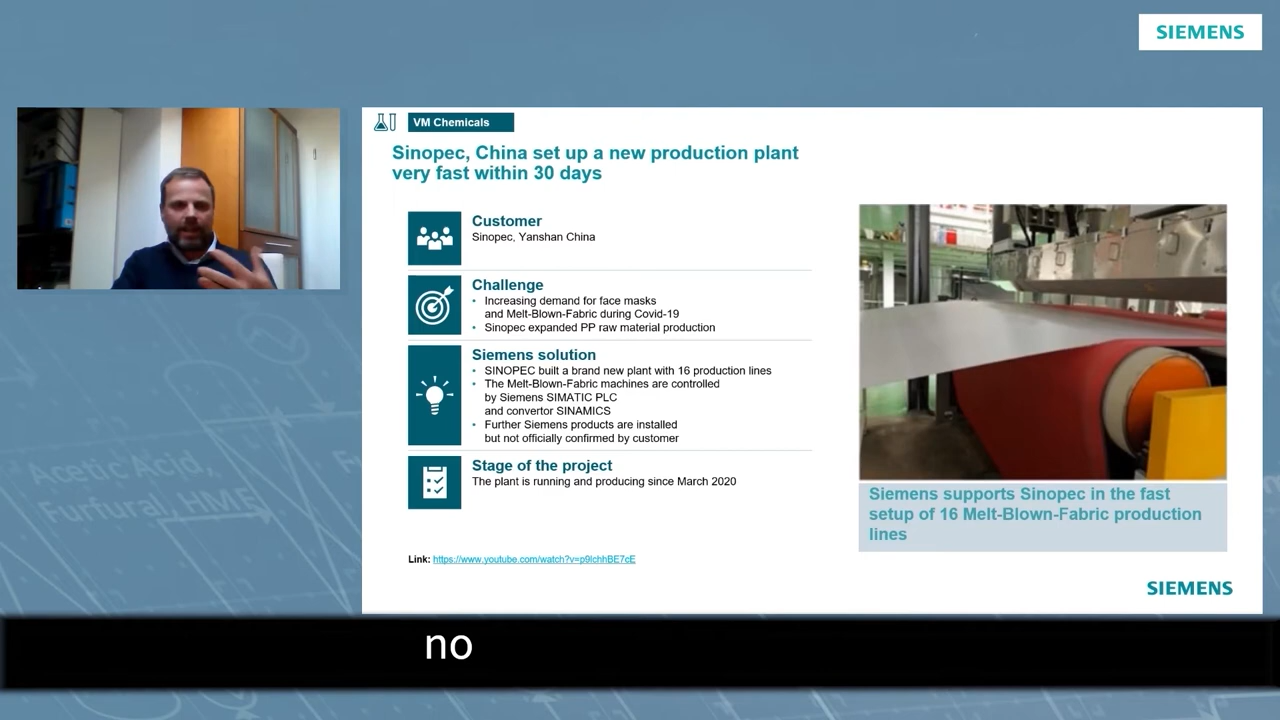 SIEMENS
VM Chemicals
Sinopec, China set up a new production plant
very fast within 30 days
Customer
Sinopec, Yanshan China
Challenge
• Increasing demand for face masks
and Melt-Blown-Fabric during Covid-19
• Sinopec expanded PP raw material production
Siemens solution
• SINOPEC built a brand new plant with 16 production lines
• The Melt-Blown-Fabric machines are controlled
by Siemens SIMATIC PLC
and convertor SINAMICS
• Further Siemens products are installed
but not officially confirmed by customer
Stage of the project
The plant is running and producing since March 2020
Siemens supports Sinopec in the fast
setup of 16 Melt-Blown-Fabric production
lines
Link: https://www.youtube.com/watch?v=p9lchhBE7cE
SIEMENS
no